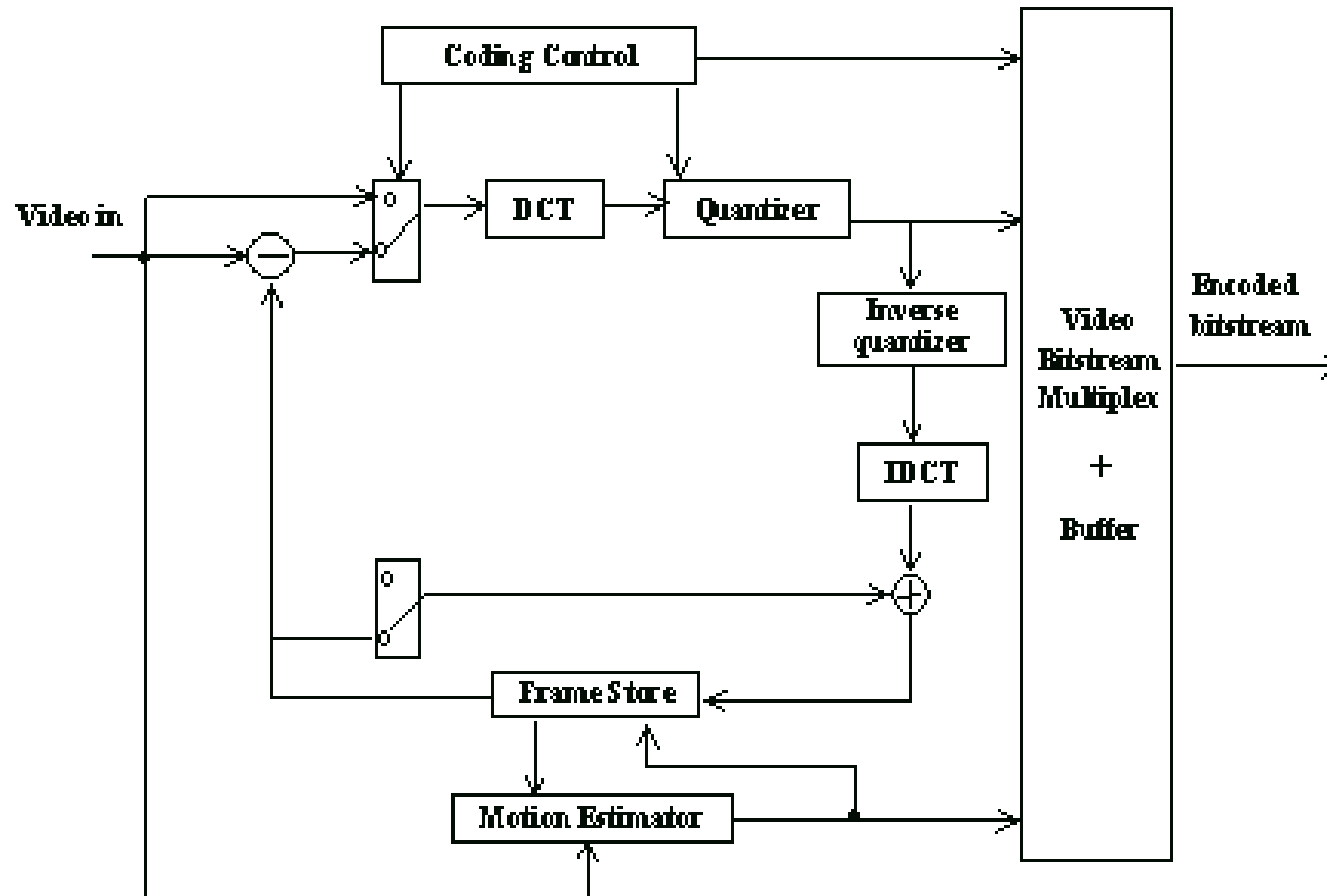 Coding Control
Video in
DCT
Quantizer
Inverse
quantizer
IDCT
Frame Store
Motion Estimator
Video
Bitstream
Multiplex
+
Buffer
Encoded
bitstream